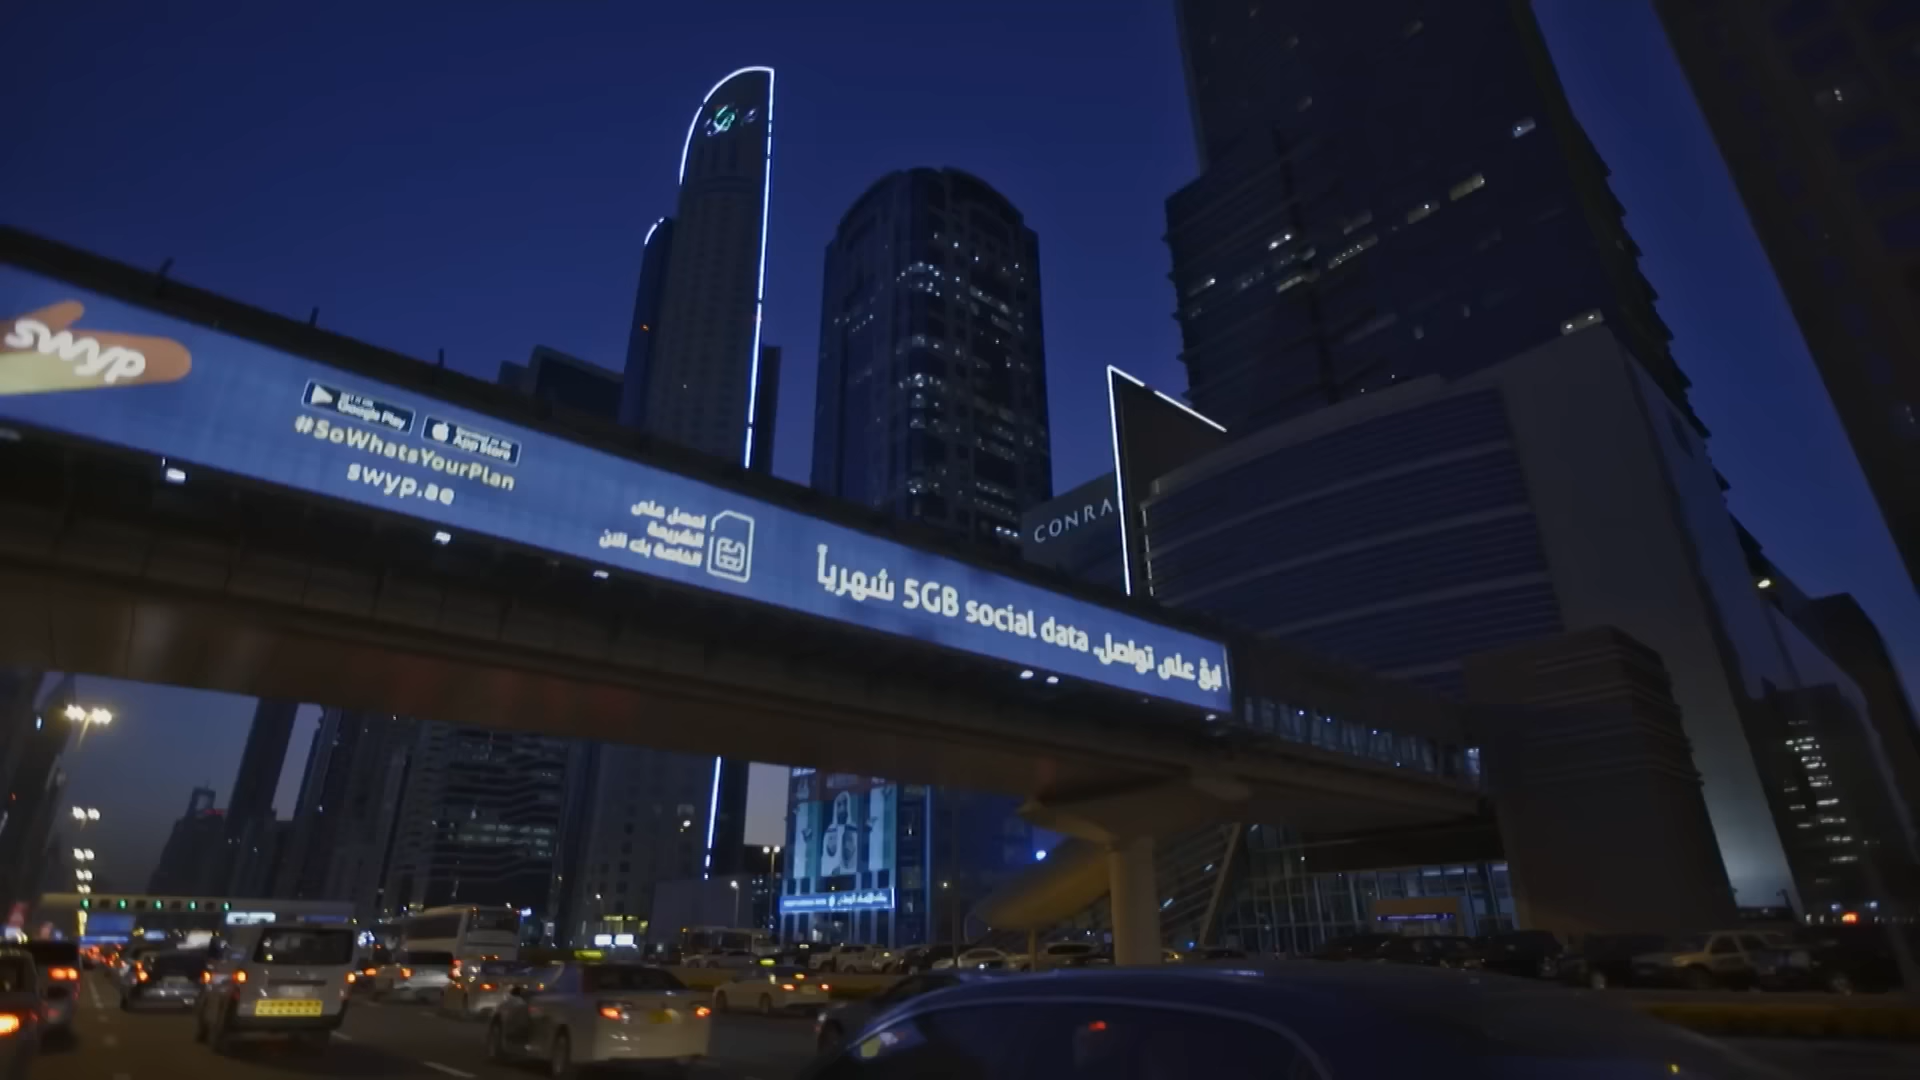 swyp
Google Play
App Store
#SoWhatsYourPlan
swyp.ae
احصل على
الشريحة
الخاصة بك الآن
ابق على تواصل. 5GB social data شهرياً
CONRA